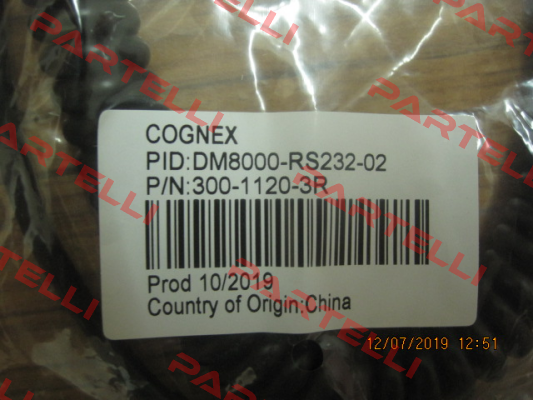 COGNEX
PID:DM8000-RS232-02
P/N:300-1120-3R
Prod 10/2019
Country of Origin:China
12/07/2019 12:51
PARTELLI
PARTELLI
PARTELLI
PARTELLI
PARTELLI
PARTELLI